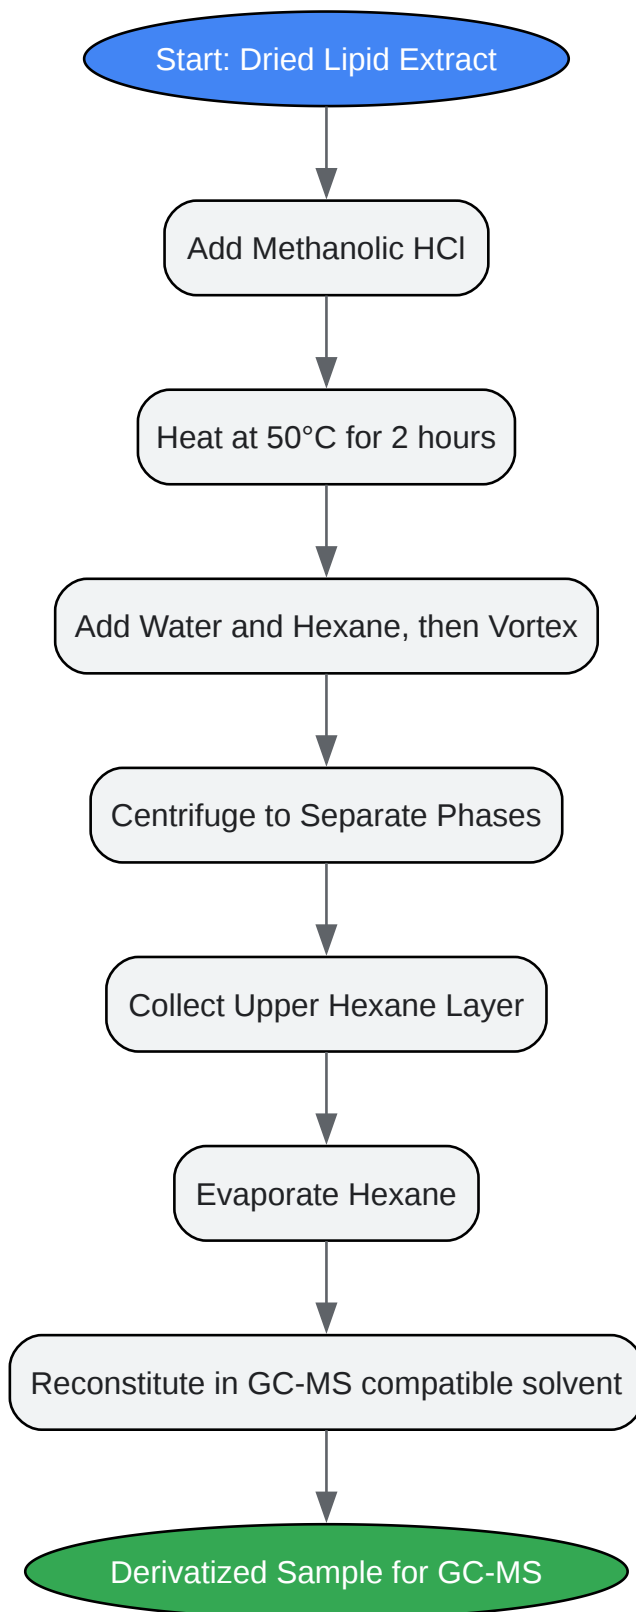 Start: Dried Lipid Extract
Add Methanolic HCl
Heat at 50°C for 2 hours
Add Water and Hexane, then Vortex
Centrifuge to Separate Phases
Collect Upper Hexane Layer
Evaporate Hexane
Reconstitute in GC-MS compatible solvent
Derivatized Sample for GC-MS